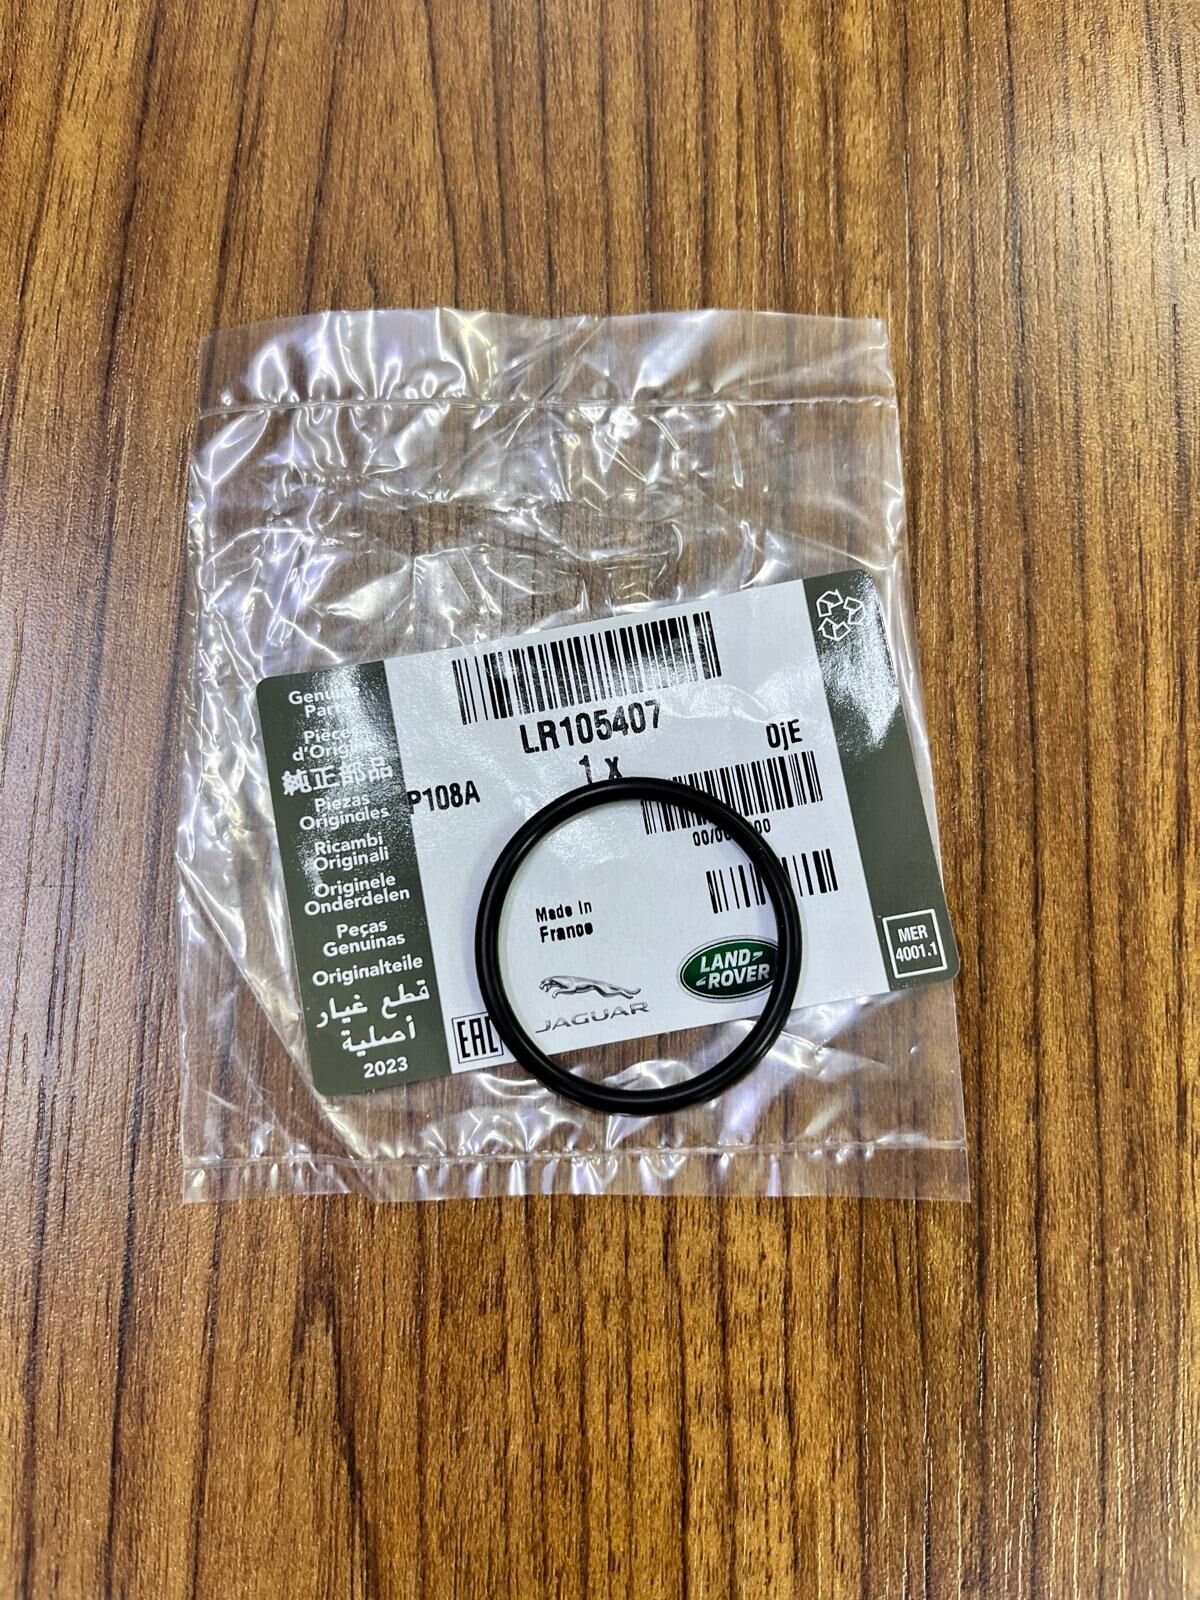 Genuine
Parts
Pièces
d'Origine
純正部品
Piezas
Originales
Ricambi
Originali
Originele
Onderdelen
Peças
Genuinas
Originalteile
قطع غيار
أصلية
2023
LR105407
1 x
OjE
P108A
Made In
France
JAGUAR
LAND
ROVER
EAC
MER
4001.1